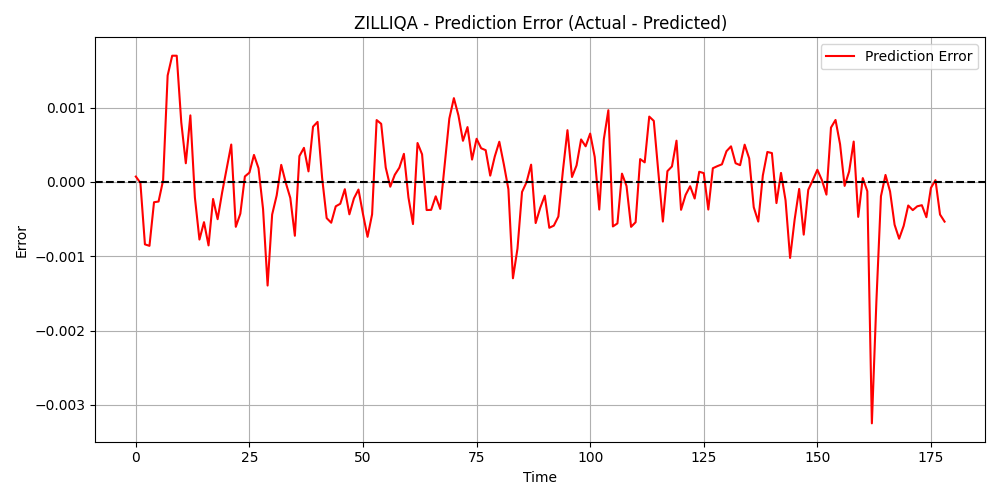 ZILLIQA - Prediction Error (Actual - Predicted)
Prediction Error
Error
0.001
0.000
−0.001
−0.002
−0.003
0 25 50 75 100 125 150 175
Time